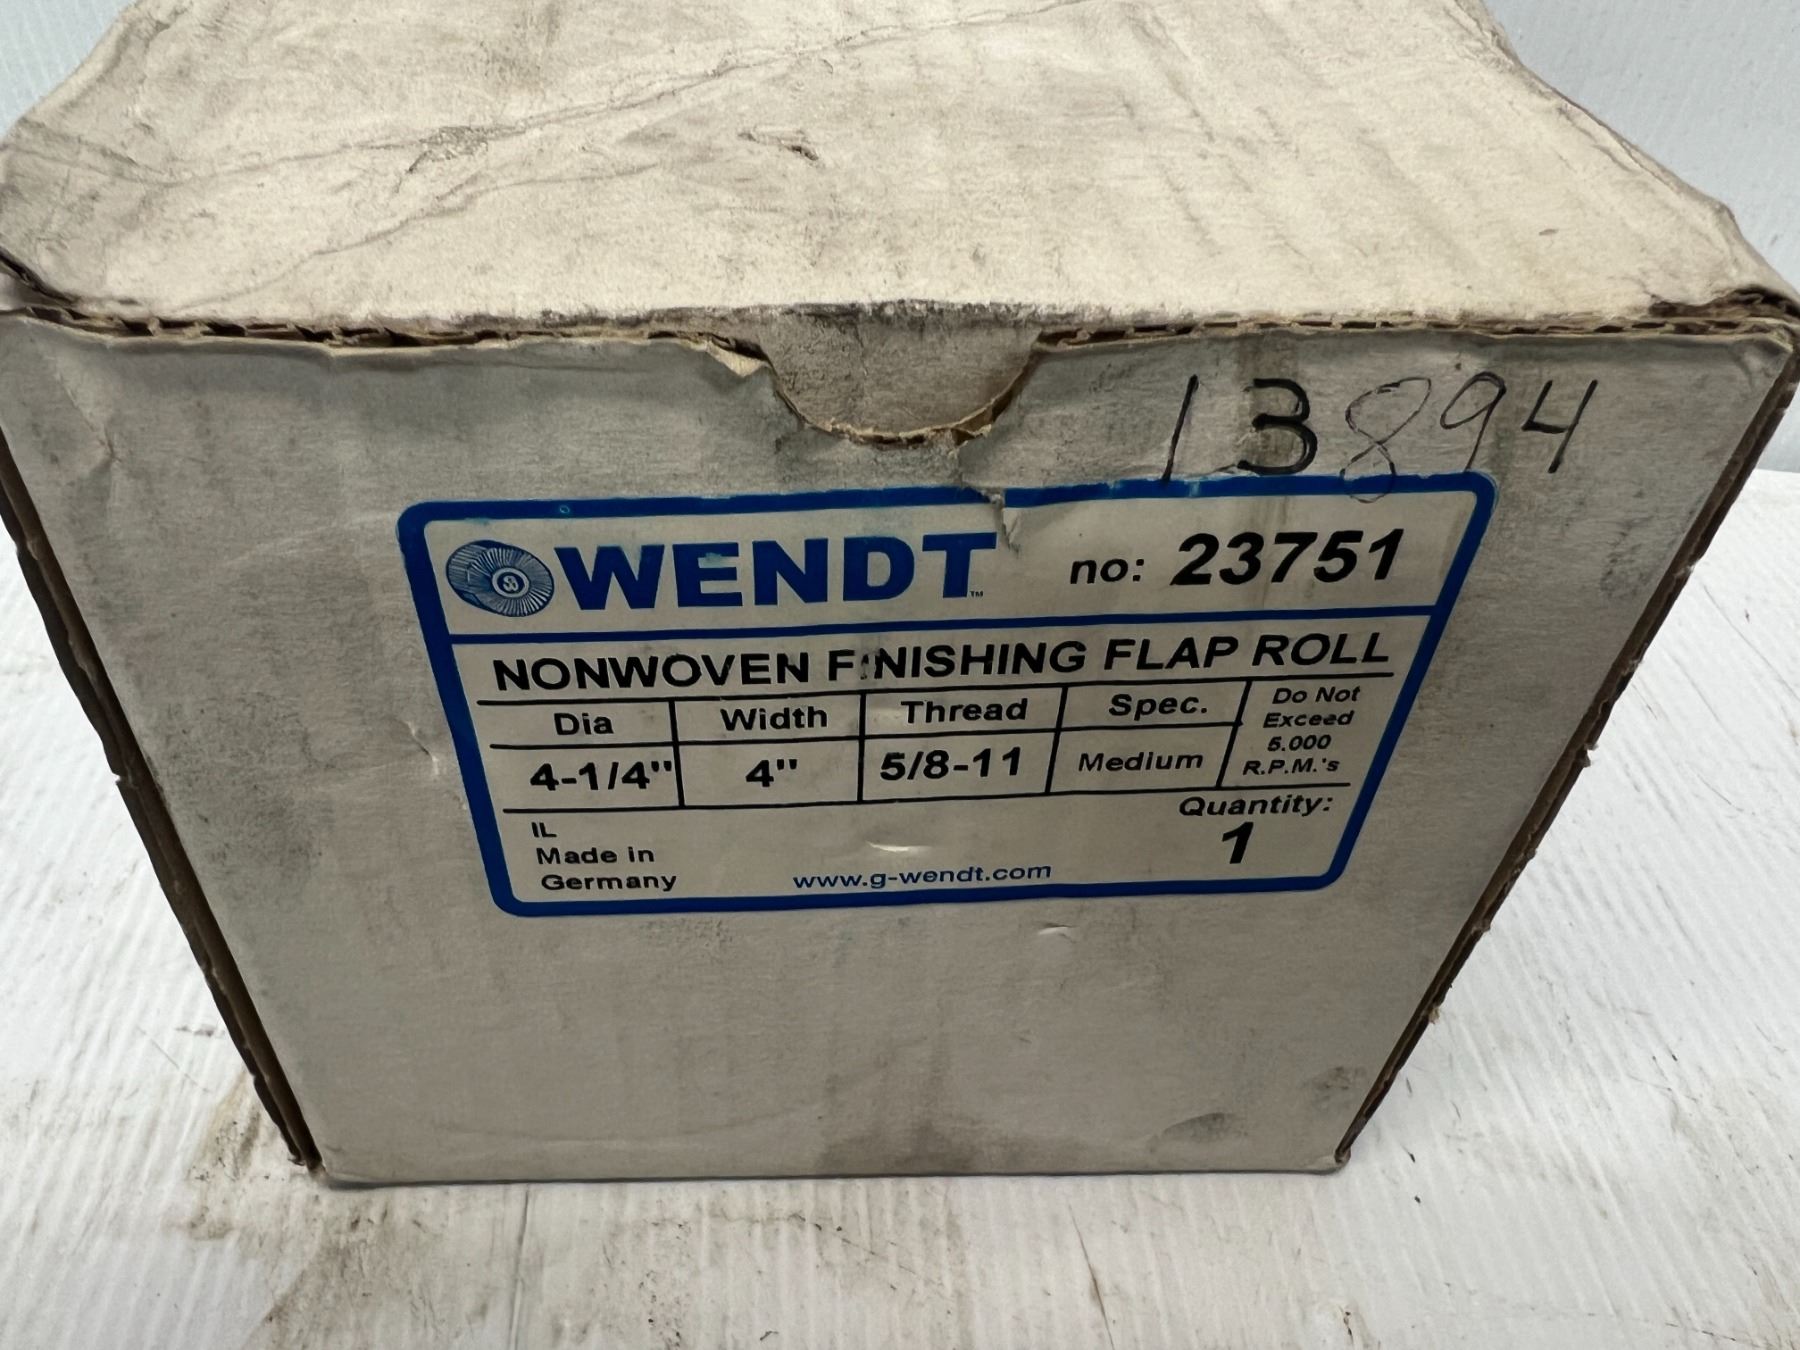 13894
WENDT™ no: 23751
NONWOVEN FINISHING FLAP ROLL
Dia Width Thread Spec. Do Not
Exceed
5.000
R.P.M.'s
4-1/4" 4" 5/8-11 Medium
Quantity:
1
IL
Made in
Germany
www.g-wendt.com